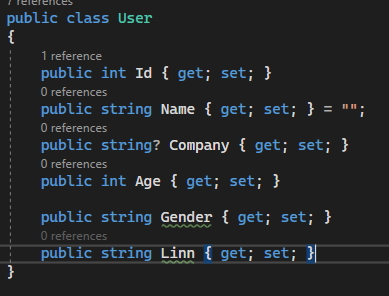 7 references
public class User
{
1 reference
public int Id { get; set; }
0 references
public string Name { get; set; } = "";
0 references
public string? Company { get; set; }
0 references
public int Age { get; set; }
public string Gender { get; set; }
0 references
public string Linn { get; set; }
}